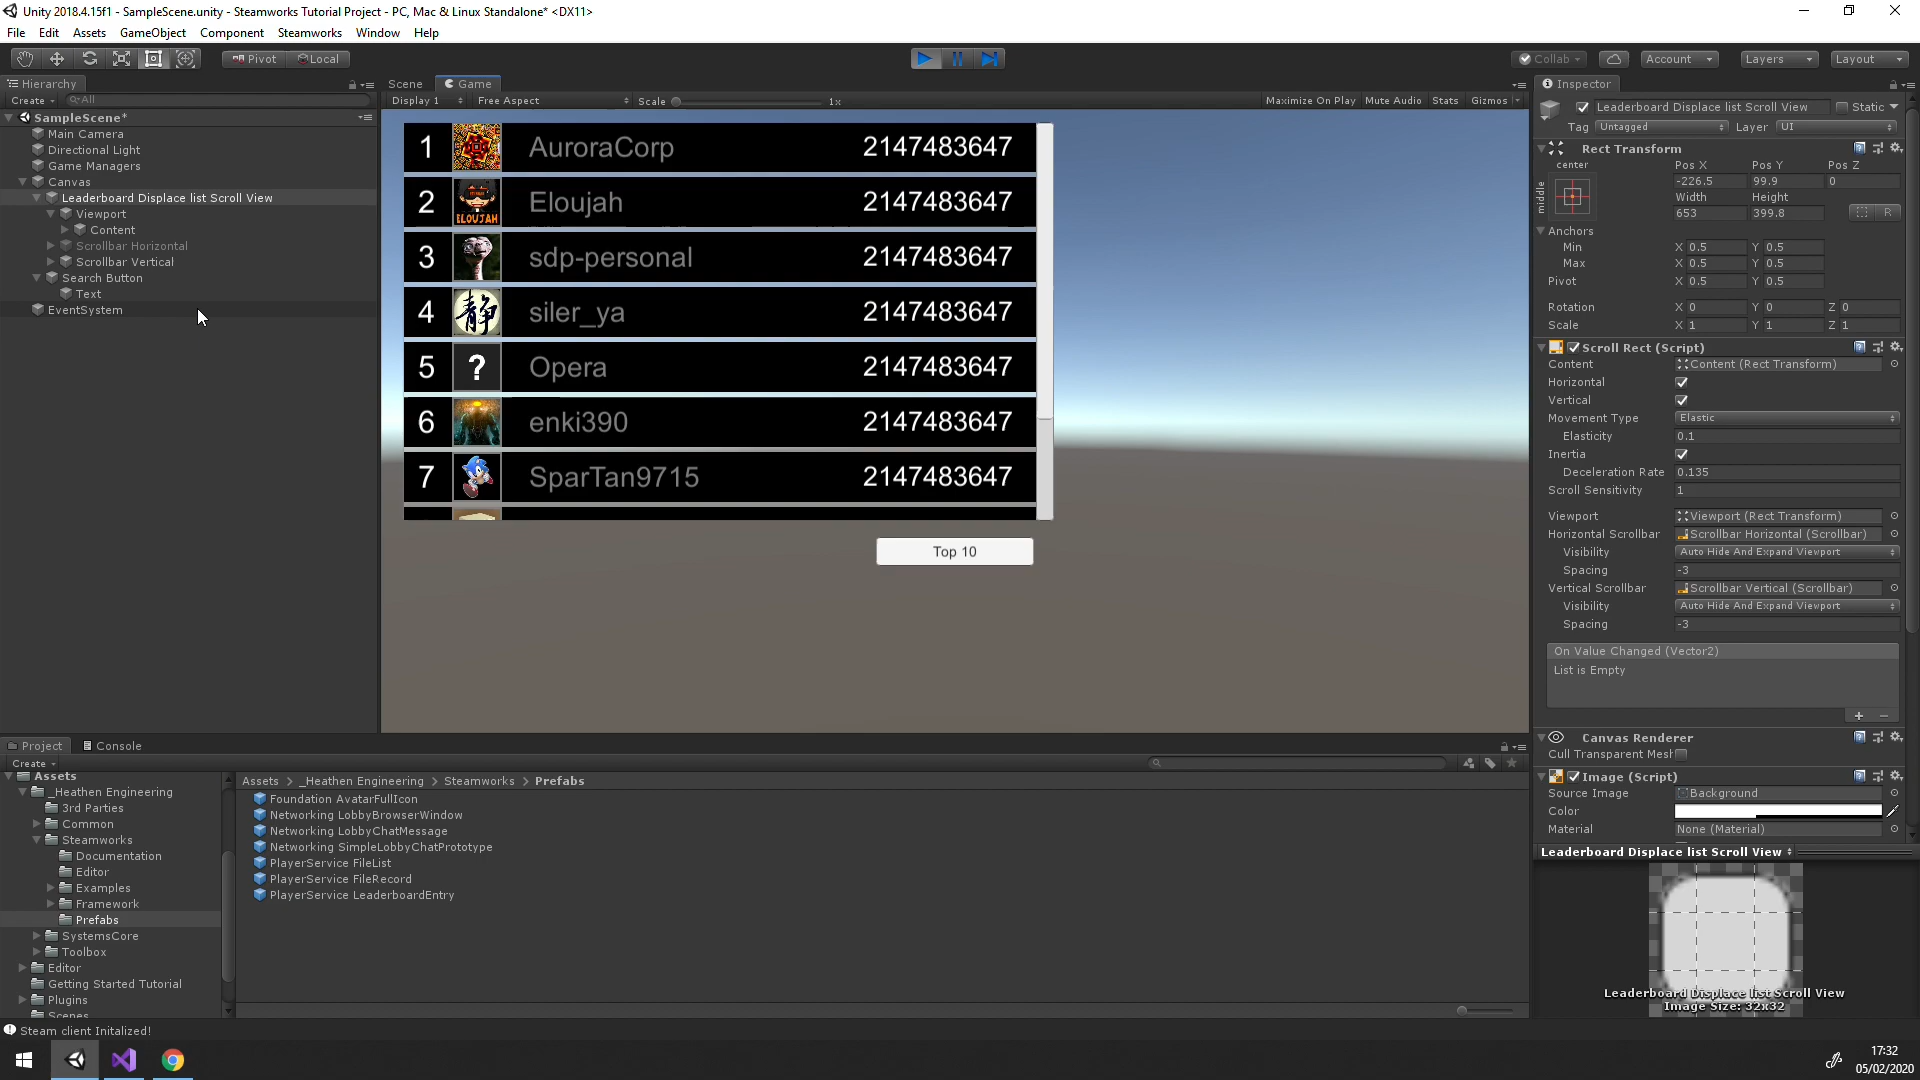 Unity 2018.4.15f1 - SampleScene.unity - Steamworks Tutorial Project - PC, Mac & Linux Standalone* <DX11>
File Edit Assets GameObject Component Steamworks Window Help
Pivot Local Collab Account Layers Layout
Hierarchy
Create All
SampleScene*
Main Camera
Directional Light
Game Managers
Canvas
Leaderboard Displace list Scroll View
Viewport
Content
Scrollbar Horizontal
Scrollbar Vertical
Search Button
Text
EventSystem
Scene Game
Display 1 Free Aspect Scale 1x Maximize On Play Mute Audio Stats Gizmos
1 AuroraCorp 2147483647
2 ELOUJAH Eloujah 2147483647
3 sdp-personal 2147483647
4 静 siler_ya 2147483647
5 ? Opera 2147483647
6 enki390 2147483647
7 SparTan9715 2147483647
Top 10
Inspector
Leaderboard Displace list Scroll View Static
Tag Untagged Layer UI
Rect Transform
center Pos X Pos Y Pos Z
middle -226.5 99.9 0
Width Height
653 399.8 R
Anchors
Min X 0.5 Y 0.5
Max X 0.5 Y 0.5
Pivot X 0.5 Y 0.5
Rotation X 0 Y 0 Z 0
Scale X 1 Y 1 Z 1
Scroll Rect (Script)
Content Content (Rect Transform)
Horizontal
Vertical
Movement Type Elastic
Elasticity 0.1
Inertia
Deceleration Rate 0.135
Scroll Sensitivity 1
Viewport Viewport (Rect Transform)
Horizontal Scrollbar Scrollbar Horizontal (Scrollbar)
Visibility Auto Hide And Expand Viewport
Spacing -3
Vertical Scrollbar Scrollbar Vertical (Scrollbar)
Visibility Auto Hide And Expand Viewport
Spacing -3
On Value Changed (Vector2)
List is Empty
Canvas Renderer
Cull Transparent Mesh
Image (Script)
Source Image Background
Color
Material None (Material)
Leaderboard Displace list Scroll View
Leaderboard Displace list Scroll View
Image Size: 32x32
Project Console
Create
Assets
_Heathen Engineering
3rd Parties
Common
Steamworks
Documentation
Editor
Examples
Framework
Prefabs
SystemsCore
Toolbox
Editor
Getting Started Tutorial
Plugins
Scenes
Assets > _Heathen Engineering > Steamworks > Prefabs
Foundation AvatarFullIcon
Networking LobbyBrowserWindow
Networking LobbyChatMessage
Networking SimpleLobbyChatPrototype
PlayerService FileList
PlayerService FileRecord
PlayerService LeaderboardEntry
Steam client Initalized!
17:32
05/02/2020